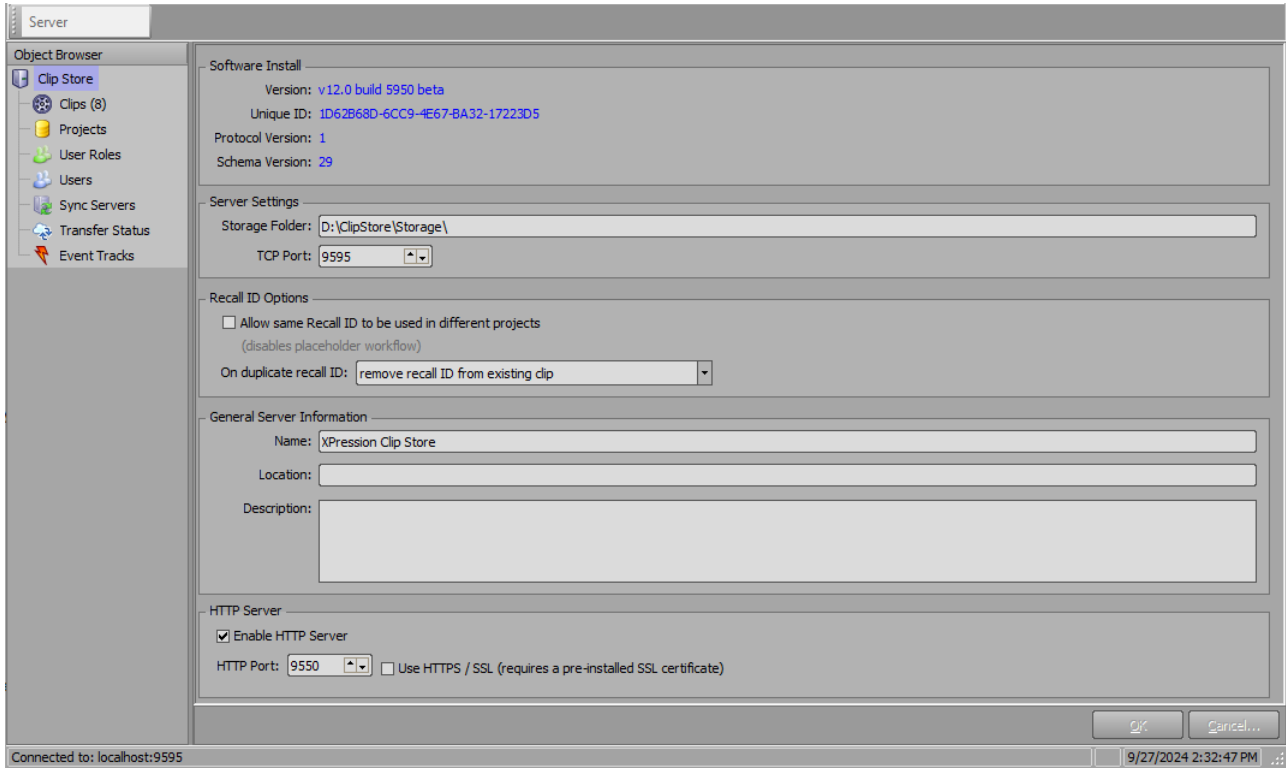 Server
Object Browser
Clip Store
Clips (8)
Projects
User Roles
Users
Sync Servers
Transfer Status
Event Tracks
Software Install
Version: v12.0 build 5950 beta
Unique ID: 1D62B68D-6CC9-4E67-BA32-17223D5
Protocol Version: 1
Schema Version: 29
Server Settings
Storage Folder: D:\ClipStore\Storage\
TCP Port: 9595
Recall ID Options
Allow same Recall ID to be used in different projects
(disables placeholder workflow)
On duplicate recall ID: remove recall ID from existing clip
General Server Information
Name: XPression Clip Store
Location:
Description:
HTTP Server
Enable HTTP Server
HTTP Port: 9550 Use HTTPS / SSL (requires a pre-installed SSL certificate)
OK Cancel...
Connected to: localhost:9595 9/27/2024 2:32:47 PM